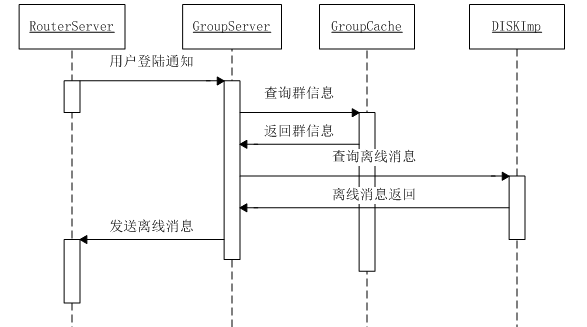 RouterServer
GroupServer
GroupCache
DISKImp
用户登陆通知
查询群信息
返回群信息
查询离线消息
离线消息返回
发送离线消息